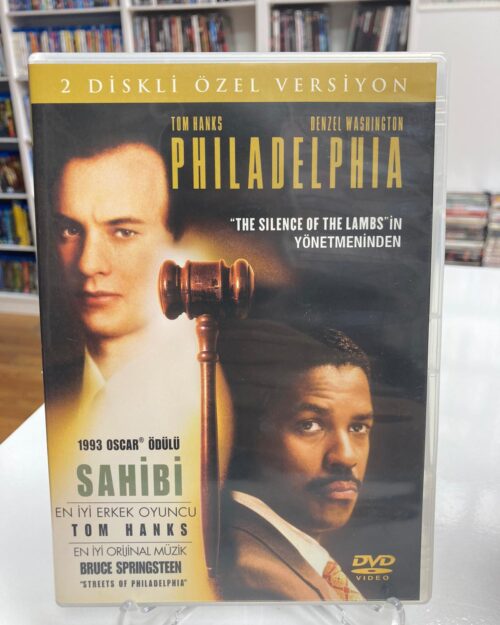 2 DİSKLİ ÖZEL VERSİYON
TOM HANKS DENZEL WASHINGTON
PHILADELPHIA
"THE SILENCE OF THE LAMBS"İN
YÖNETMENİNDEN
1993 OSCAR® ÖDÜLÜ
SAHİBİ
EN İYİ ERKEK OYUNCU
TOM HANKS
EN İYİ ORİJİNAL MÜZİK
BRUCE SPRINGSTEEN
"STREETS OF PHILADELPHIA"
DVD
VIDEO